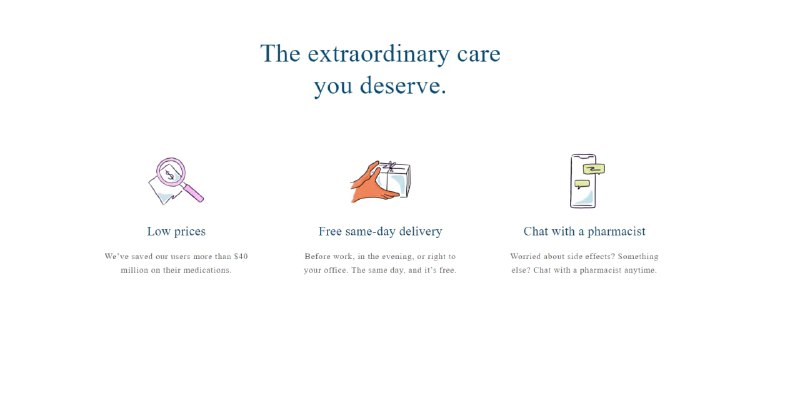 The extraordinary care
you deserve.
Low prices
We've saved our users more than $40
million on their medications.
Free same-day delivery
Before work, in the evening, or right to
your office. The same day, and it's free.
Chat with a pharmacist
Worried about side effects? Something
else? Chat with a pharmacist anytime.